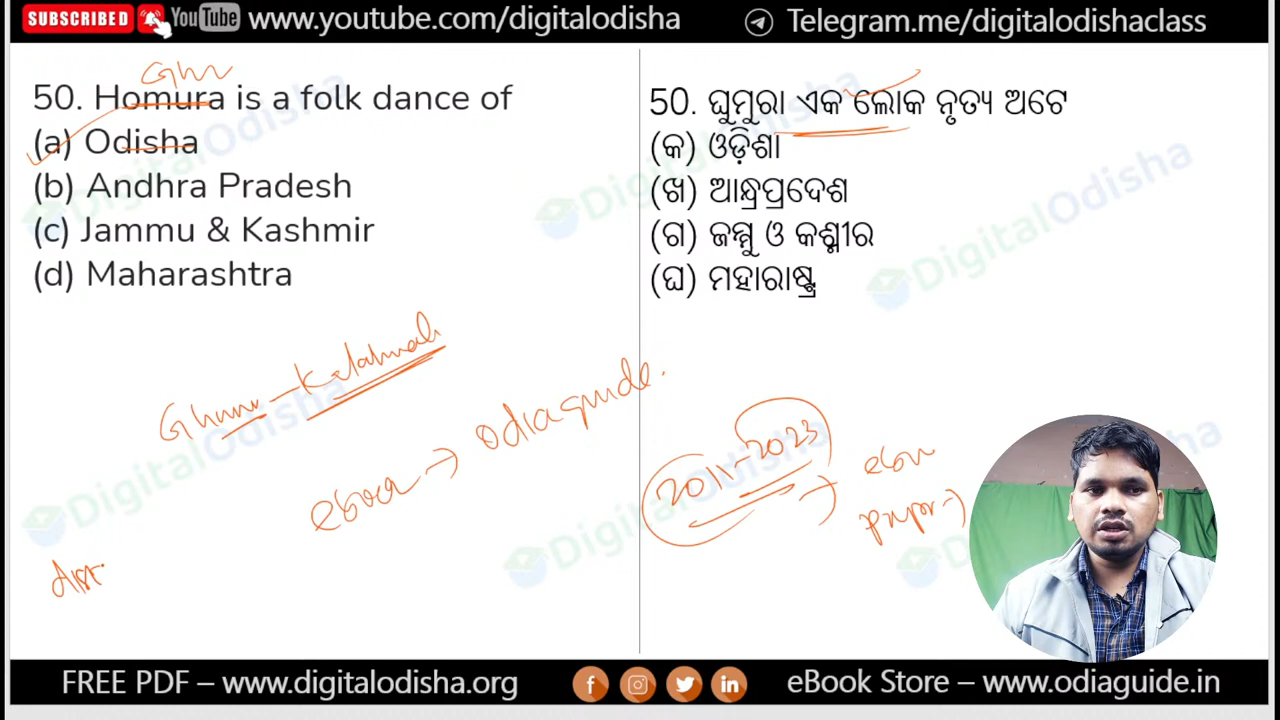 SUBSCRIBED YouTube www.youtube.com/digitalodisha
Telegram.me/digitalodishaclass
Ghu
50. Homura is a folk dance of
(a) Odisha
(b) Andhra Pradesh
(c) Jammu & Kashmir
(d) Maharashtra
50. ଘୁମୁରା ଏକ ଲୋକ ନୃତ୍ୟ ଅଟେ
(କ) ଓଡ଼ିଶା
(ଖ) ଆନ୍ଧ୍ରପ୍ରଦେଶ
(ଗ) ଜମ୍ମୁ ଓ କଶ୍ମୀର
(ଘ) ମହାରାଷ୍ଟ୍ର
odiaguide.
2011-2023
DigitalOdisha
FREE PDF – www.digitalodisha.org
eBook Store – www.odiaguide.in